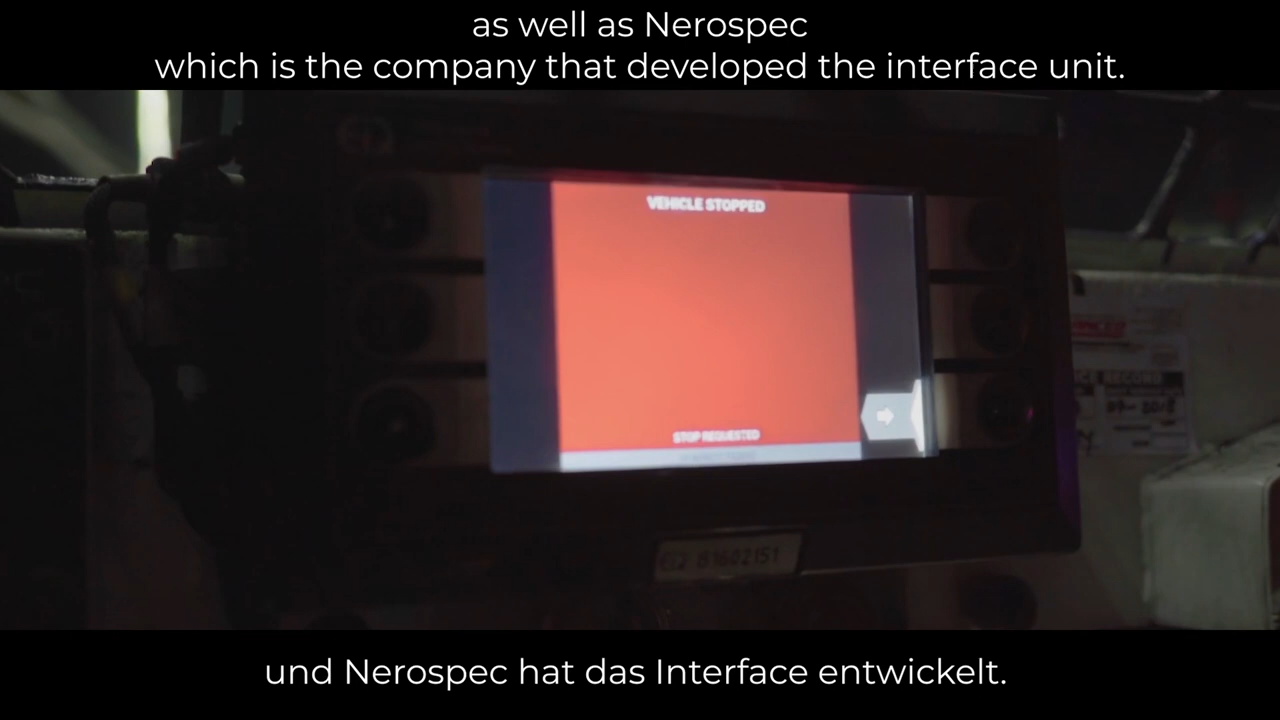 as well as Nerospec
which is the company that developed the interface unit.
VEHICLE STOPPED
STOP REQUESTED
81602151
und Nerospec hat das Interface entwickelt.